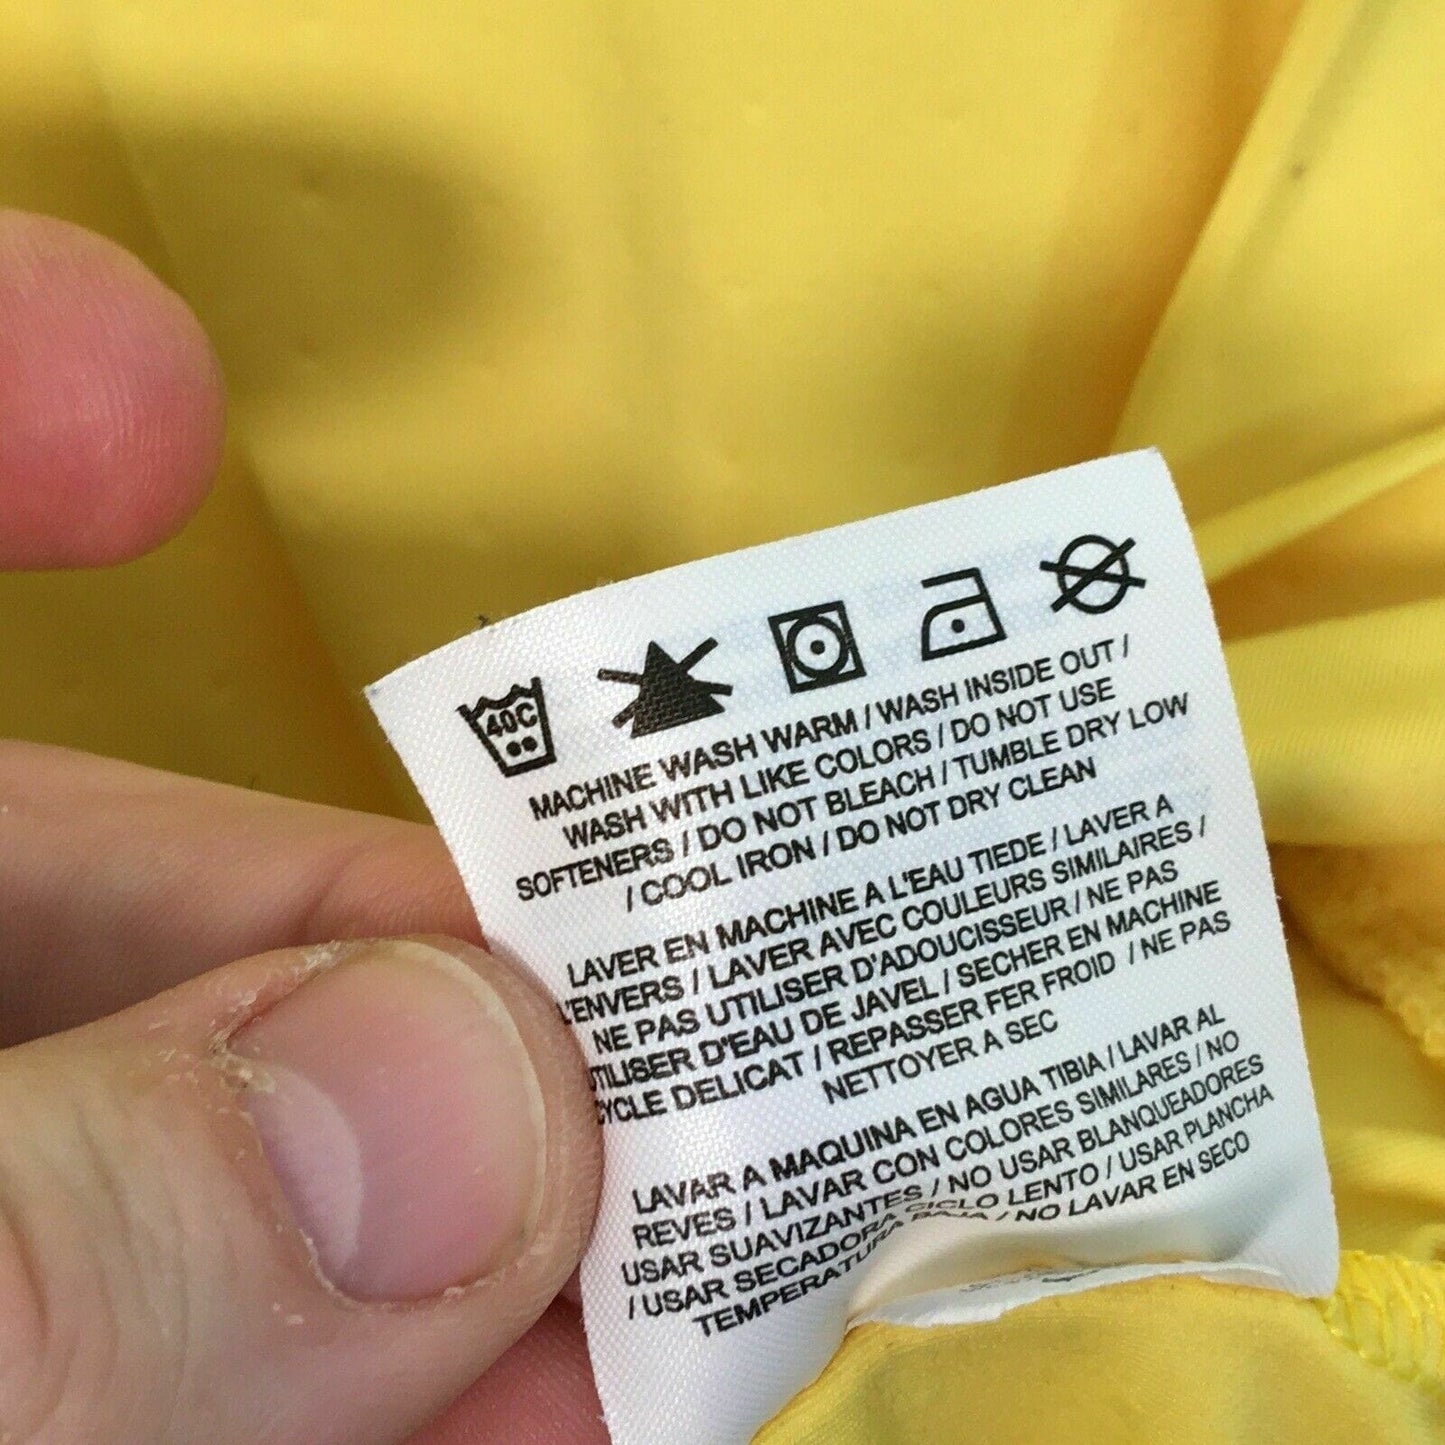 40C
MACHINE WASH WARM / WASH INSIDE OUT /
WASH WITH LIKE COLORS / DO NOT USE
SOFTENERS / DO NOT BLEACH / TUMBLE DRY LOW
/ COOL IRON / DO NOT DRY CLEAN
LAVER EN MACHINE A L'EAU TIEDE / LAVER A
L'ENVERS / LAVER AVEC COULEURS SIMILAIRES /
NE PAS UTILISER D'ADOUCISSEUR / NE PAS
UTILISER D'EAU DE JAVEL / SECHER EN MACHINE
CYCLE DELICAT / REPASSER FER FROID / NE PAS
NETTOYER A SEC
LAVAR A MAQUINA EN AGUA TIBIA / LAVAR AL
REVES / LAVAR CON COLORES SIMILARES / NO
USAR SUAVIZANTES / NO USAR BLANQUEADORES
/ USAR SECADORA CICLO LENTO / USAR PLANCHA
TEMPERATURA BAJA / NO LAVAR EN SECO